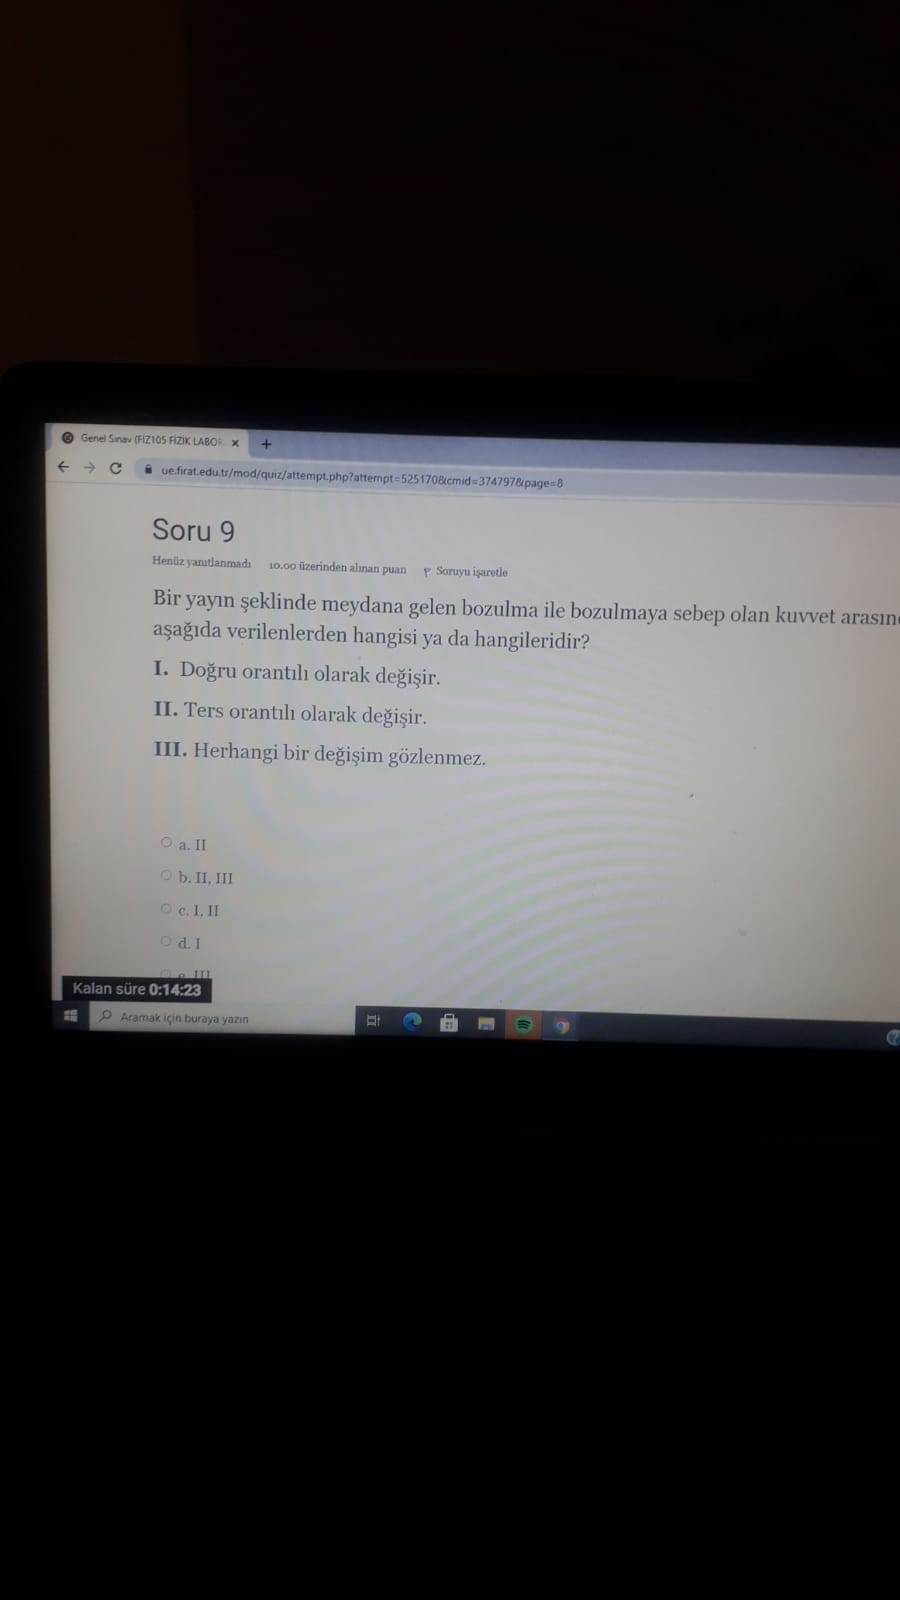 Genel Sınav (FİZ105 FİZİK LABOR
ue.firat.edu.tr/mod/quiz/attempt.php?attempt=525170&cmid=374797&page=8
Soru 9
Henüz yanıtlanmadı 10.00 üzerinden alınan puan Soruyu işaretle
Bir yayın şeklinde meydana gelen bozulma ile bozulmaya sebep olan kuvvet arasın
aşağıda verilenlerden hangisi ya da hangileridir?
I. Doğru orantılı olarak değişir.
II. Ters orantılı olarak değişir.
III. Herhangi bir değişim gözlenmez.
a. II
b. II, III
c. I, II
d. I
e. III
Kalan süre 0:14:23
Aramak için buraya yazın